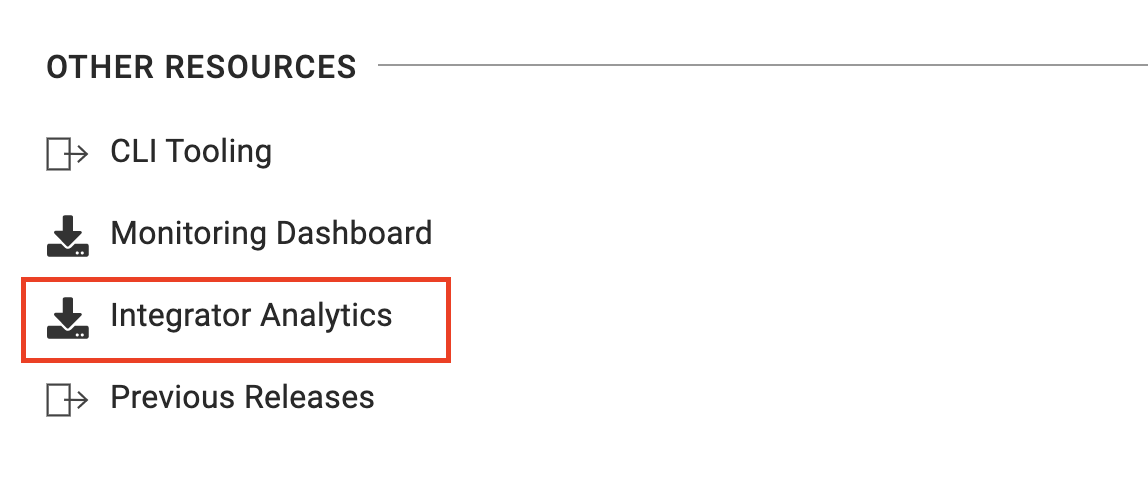 OTHER RESOURCES
CLI Tooling
Monitoring Dashboard
Integrator Analytics
Previous Releases